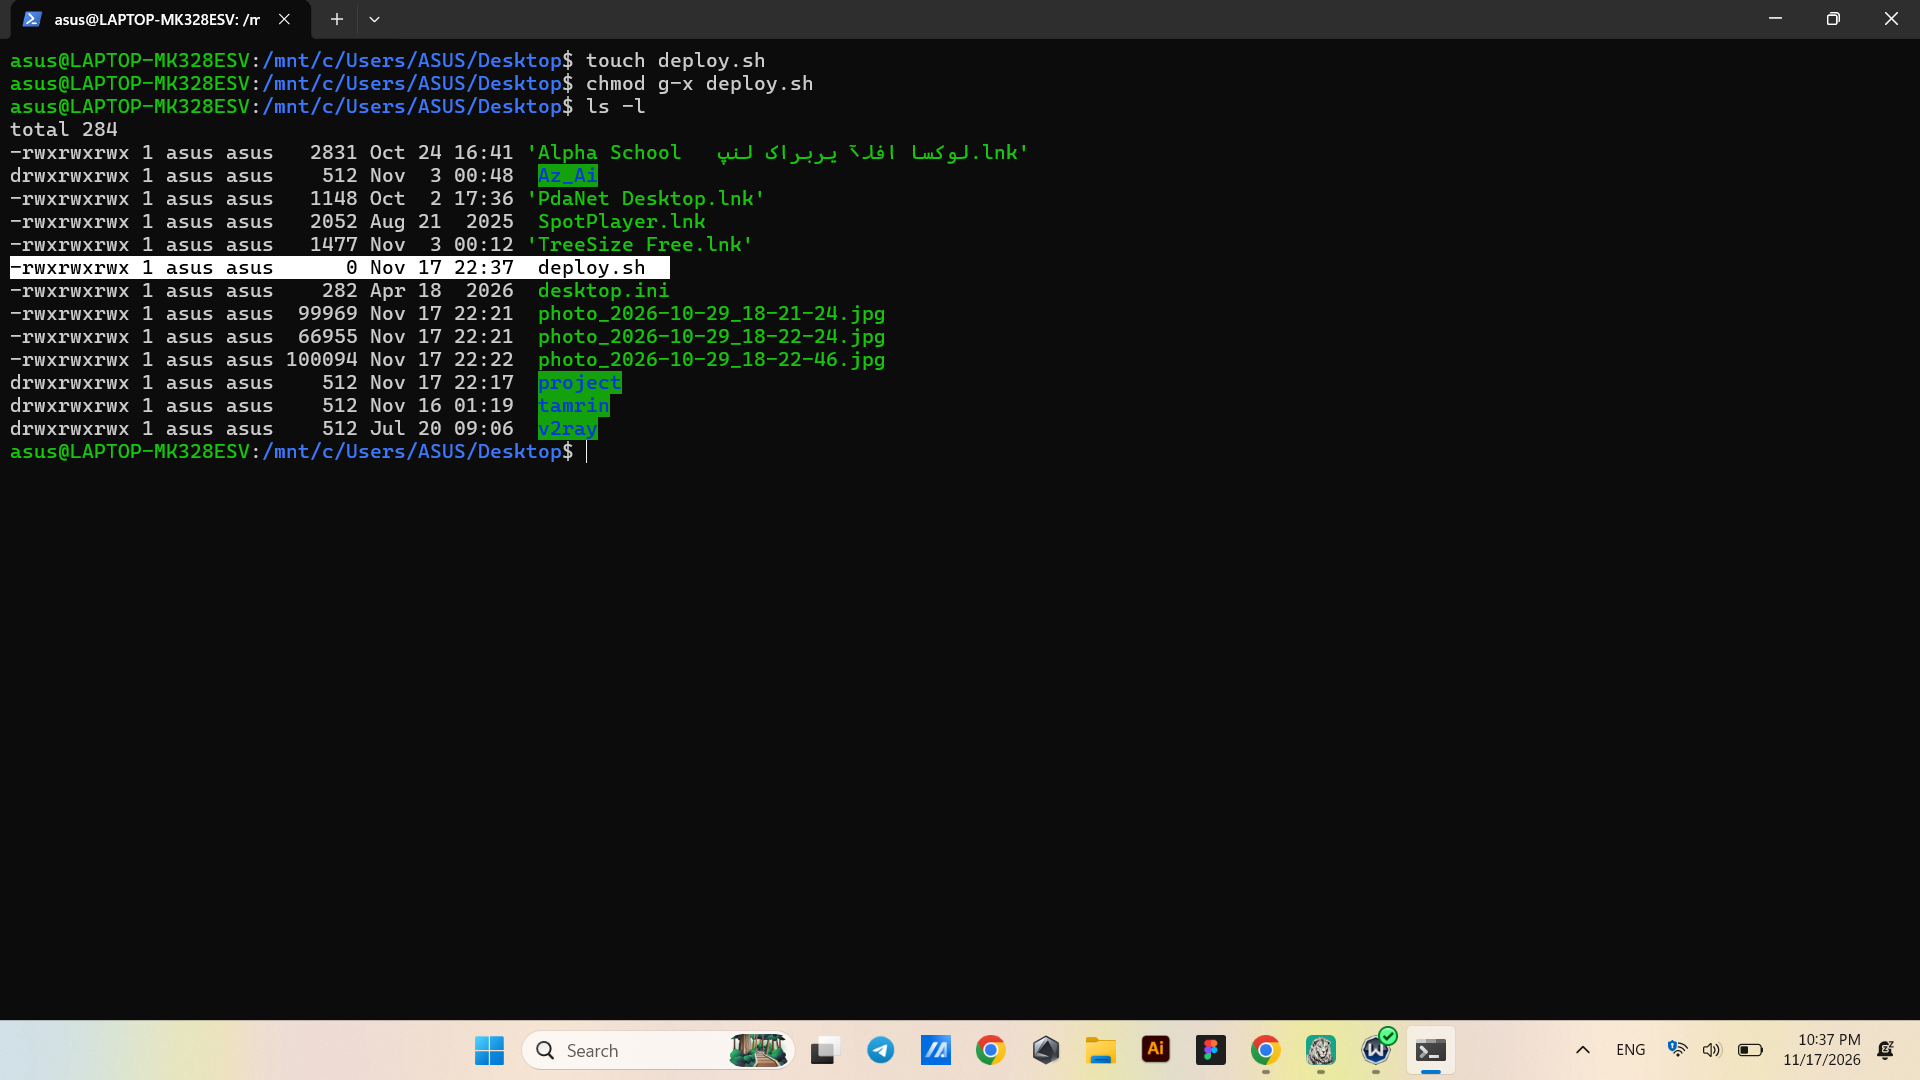 asus@LAPTOP-MK328ESV: /m
asus@LAPTOP-MK328ESV:/mnt/c/Users/ASUS/Desktop$ touch deploy.sh
asus@LAPTOP-MK328ESV:/mnt/c/Users/ASUS/Desktop$ chmod g-x deploy.sh
asus@LAPTOP-MK328ESV:/mnt/c/Users/ASUS/Desktop$ ls -l
total 284
-rwxrwxrwx 1 asus asus   2831 Oct 24 16:41 'Alpha School   پنل کاربری آلفا اسکول.lnk'
drwxrwxrwx 1 asus asus    512 Nov  3 00:48  Az_Ai
-rwxrwxrwx 1 asus asus   1148 Oct  2 17:36 'PdaNet Desktop.lnk'
-rwxrwxrwx 1 asus asus   2052 Aug 21  2025  SpotPlayer.lnk
-rwxrwxrwx 1 asus asus   1477 Nov  3 00:12 'TreeSize Free.lnk'
-rwxrwxrwx 1 asus asus      0 Nov 17 22:37  deploy.sh
-rwxrwxrwx 1 asus asus    282 Apr 18  2026  desktop.ini
-rwxrwxrwx 1 asus asus  99969 Nov 17 22:21  photo_2026-10-29_18-21-24.jpg
-rwxrwxrwx 1 asus asus  66955 Nov 17 22:21  photo_2026-10-29_18-22-24.jpg
-rwxrwxrwx 1 asus asus 100094 Nov 17 22:22  photo_2026-10-29_18-22-46.jpg
drwxrwxrwx 1 asus asus    512 Nov 17 22:17  project
drwxrwxrwx 1 asus asus    512 Nov 16 01:19  tamrin
drwxrwxrwx 1 asus asus    512 Jul 20 09:06  v2ray
asus@LAPTOP-MK328ESV:/mnt/c/Users/ASUS/Desktop$
Search
Ai
ENG
10:37 PM
11/17/2026